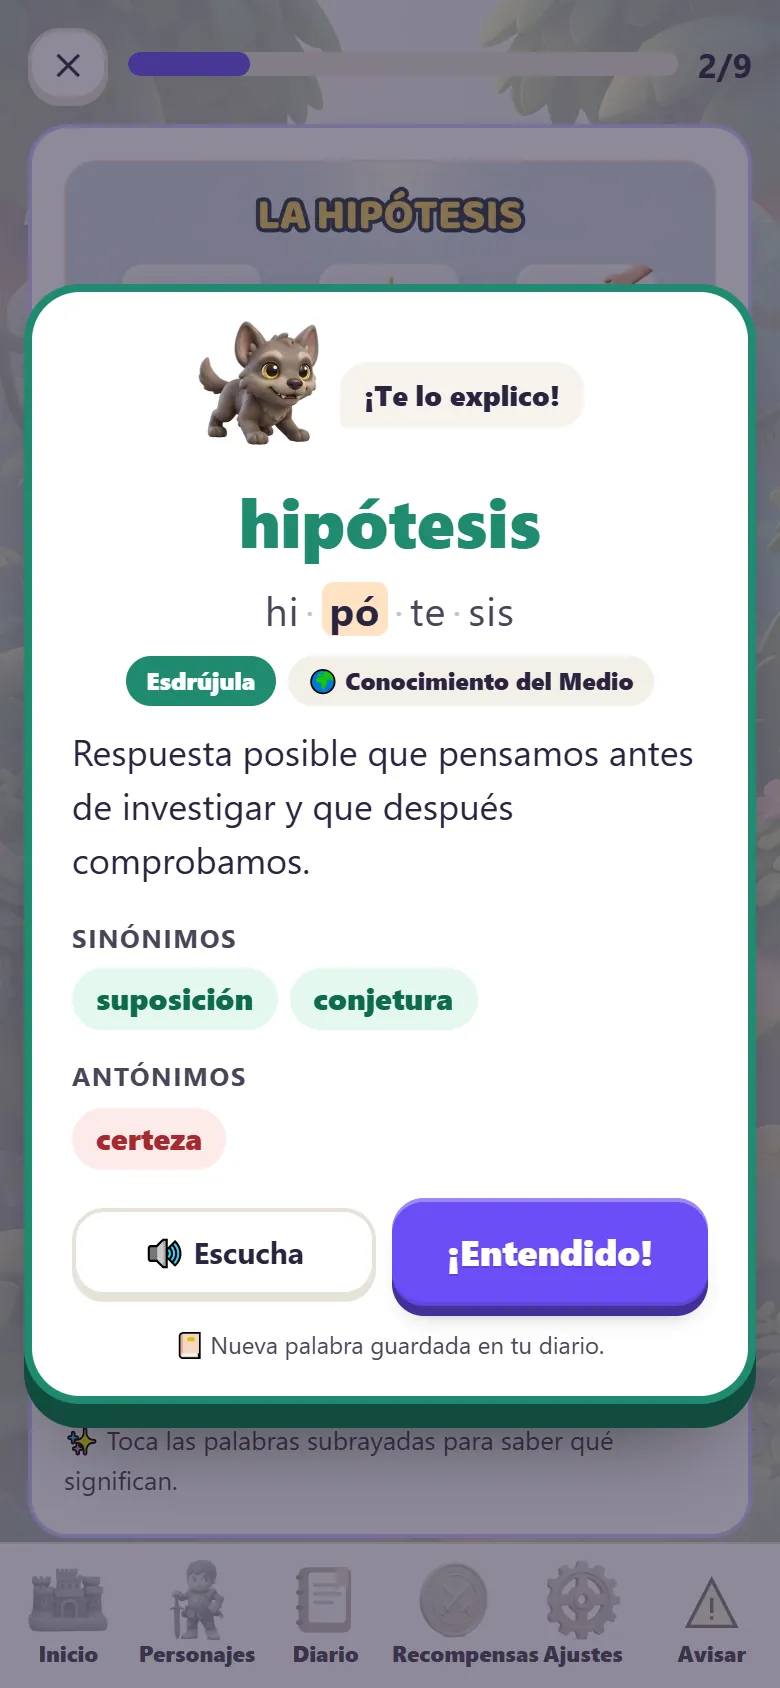 2/9
LA HIPÓTESIS
¡Te lo explico!
hipótesis
hi · pó · te · sis
Esdrújula
Conocimiento del Medio
Respuesta posible que pensamos antes
de investigar y que después
comprobamos.
SINÓNIMOS
suposición
conjetura
ANTÓNIMOS
certeza
Escucha
¡Entendido!
Nueva palabra guardada en tu diario.
Toca las palabras subrayadas para saber qué
significan.
Inicio
Personajes
Diario
Recompensas
Ajustes
Avisar